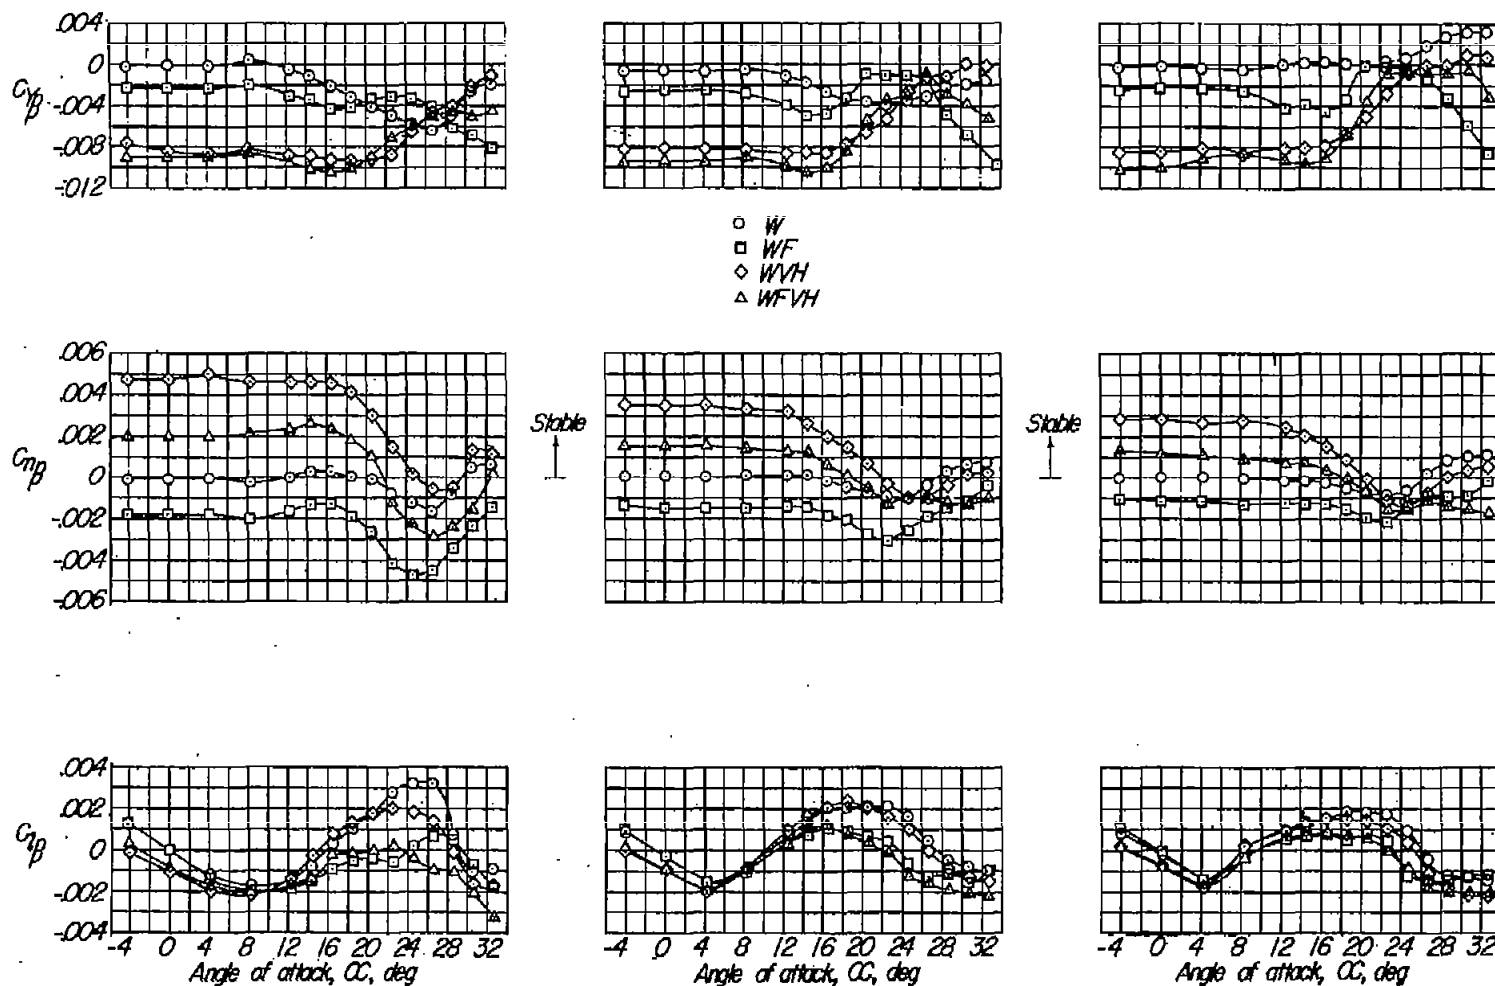 .004
0
-.004
-.008
-.012
CYβ
W
WF
WVH
WFVH
.006
.004
.002
0
-.002
-.004
-.006
Cnβ
Stable
Stable
.004
.002
0
-.002
-.004
Clβ
-4 0 4 8 12 16 20 24 28 32
-4 0 4 8 12 16 20 24 28 32
-4 0 4 8 12 16 20 24 28 32
Angle of attack, α, deg
Angle of attack, α, deg
Angle of attack, α, deg